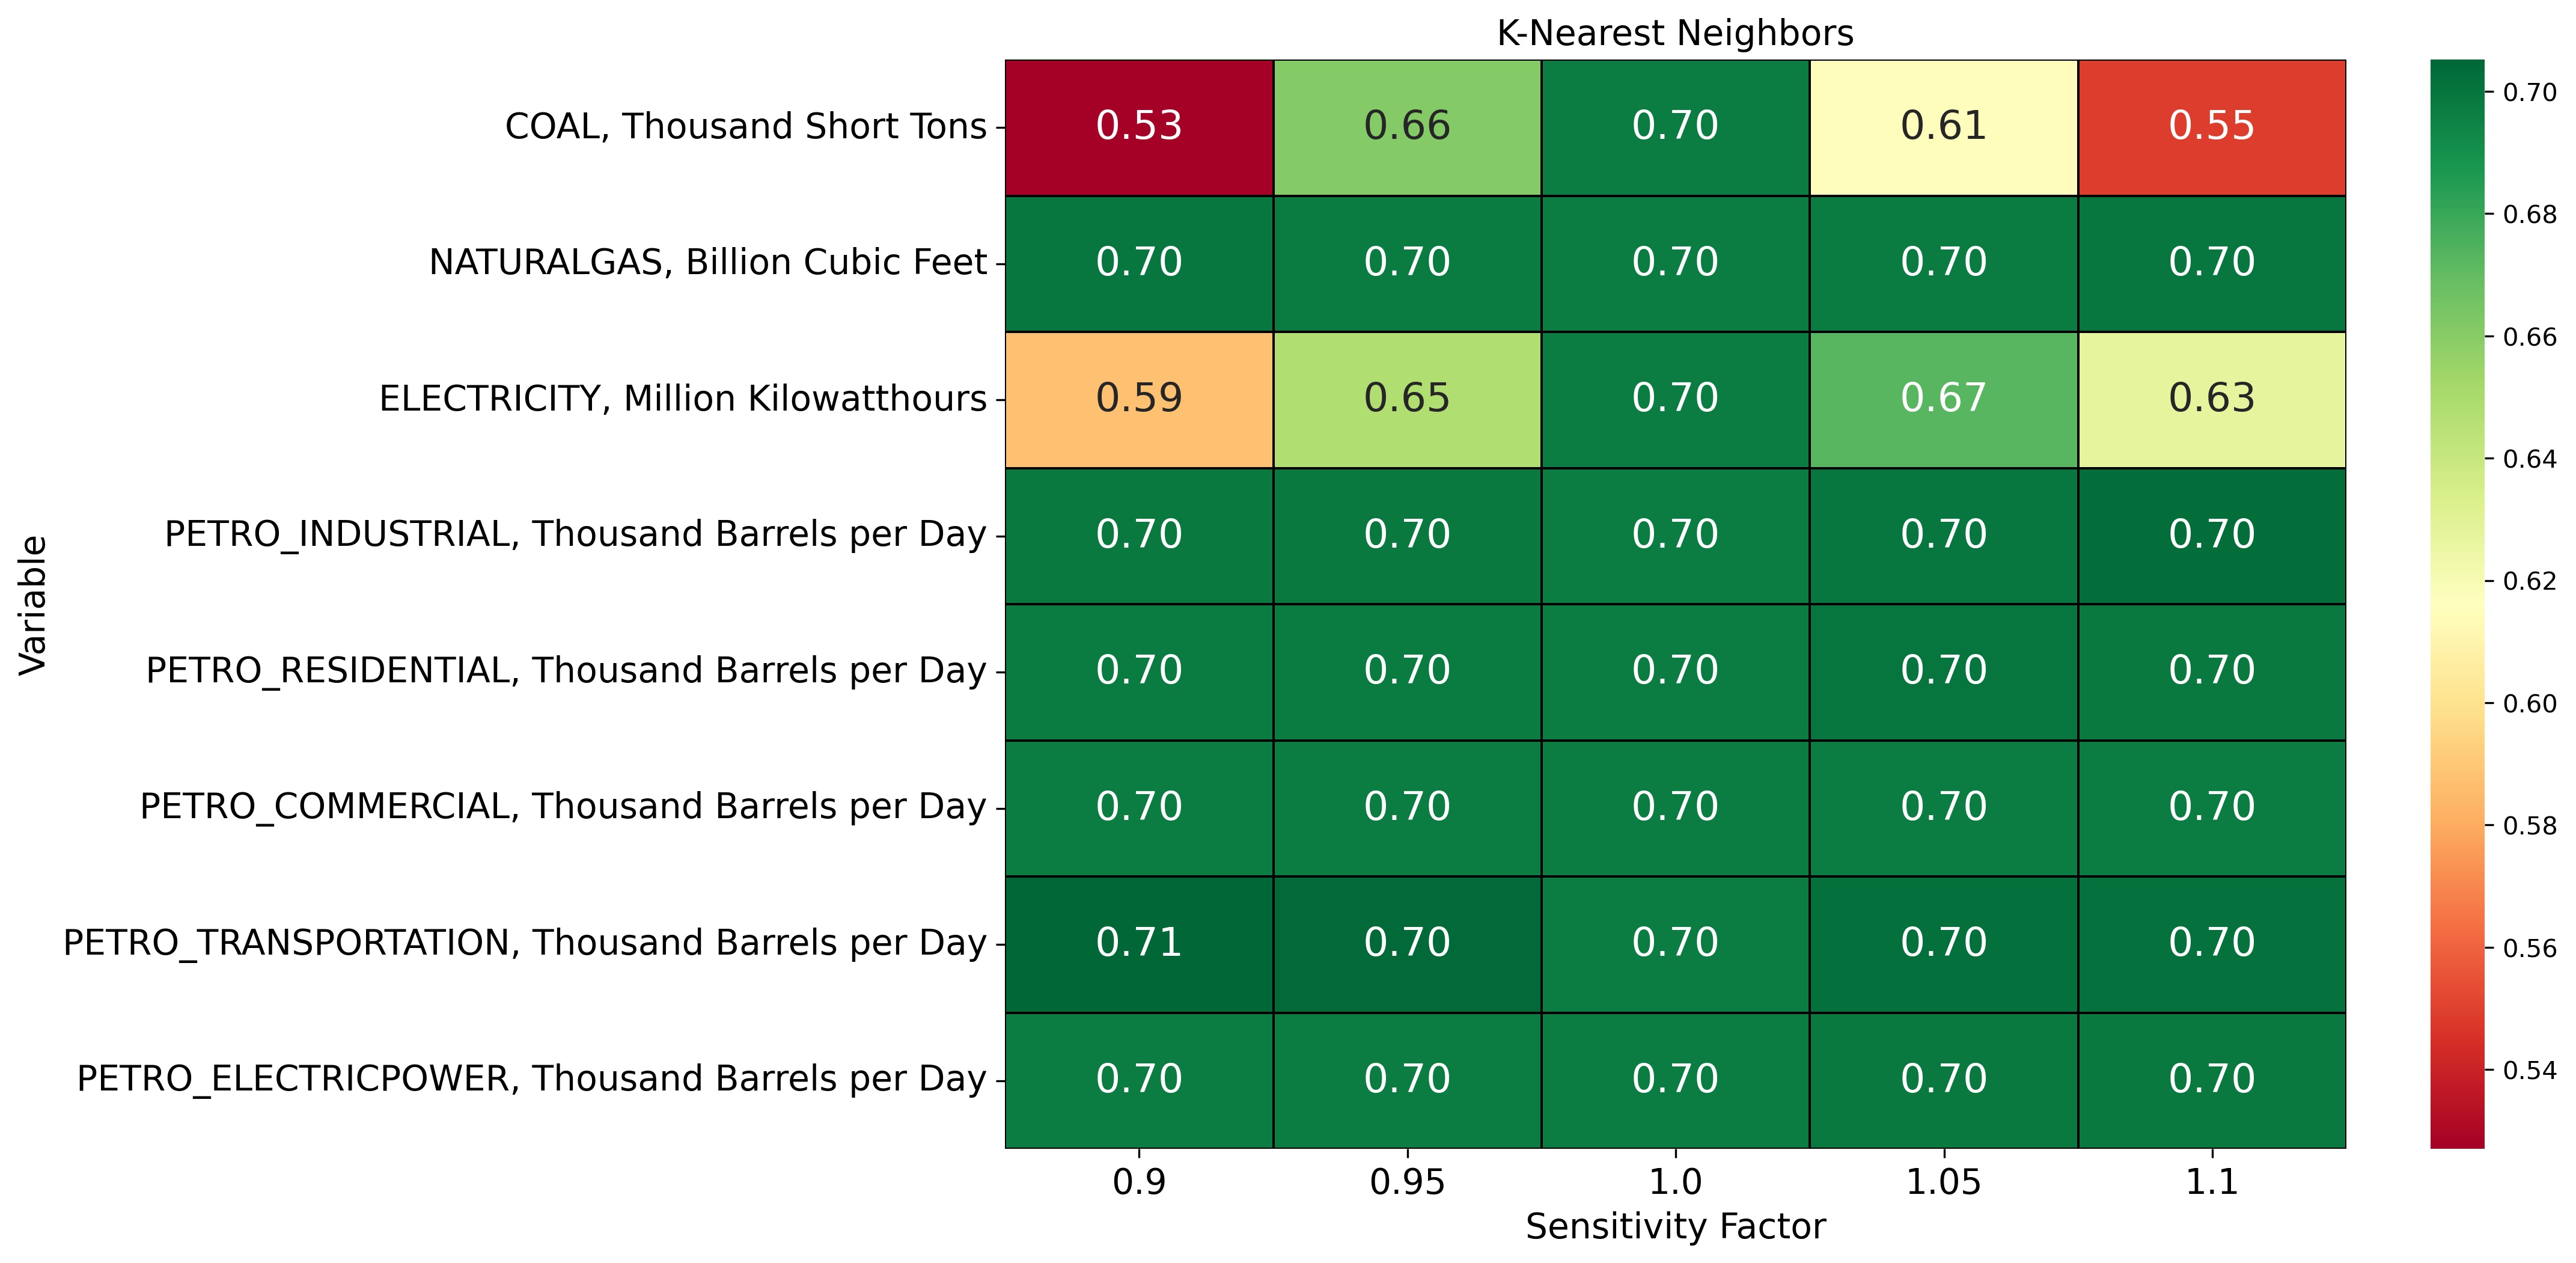 K-Nearest Neighbors
COAL, Thousand Short Tons 0.53 0.66 0.70 0.61 0.55
NATURALGAS, Billion Cubic Feet 0.70 0.70 0.70 0.70 0.70
ELECTRICITY, Million Kilowatthours 0.59 0.65 0.70 0.67 0.63
PETRO_INDUSTRIAL, Thousand Barrels per Day 0.70 0.70 0.70 0.70 0.70
PETRO_RESIDENTIAL, Thousand Barrels per Day 0.70 0.70 0.70 0.70 0.70
PETRO_COMMERCIAL, Thousand Barrels per Day 0.70 0.70 0.70 0.70 0.70
PETRO_TRANSPORTATION, Thousand Barrels per Day 0.71 0.70 0.70 0.70 0.70
PETRO_ELECTRICPOWER, Thousand Barrels per Day 0.70 0.70 0.70 0.70 0.70
Variable
0.9 0.95 1.0 1.05 1.1
Sensitivity Factor
0.70
0.68
0.66
0.64
0.62
0.60
0.58
0.56
0.54